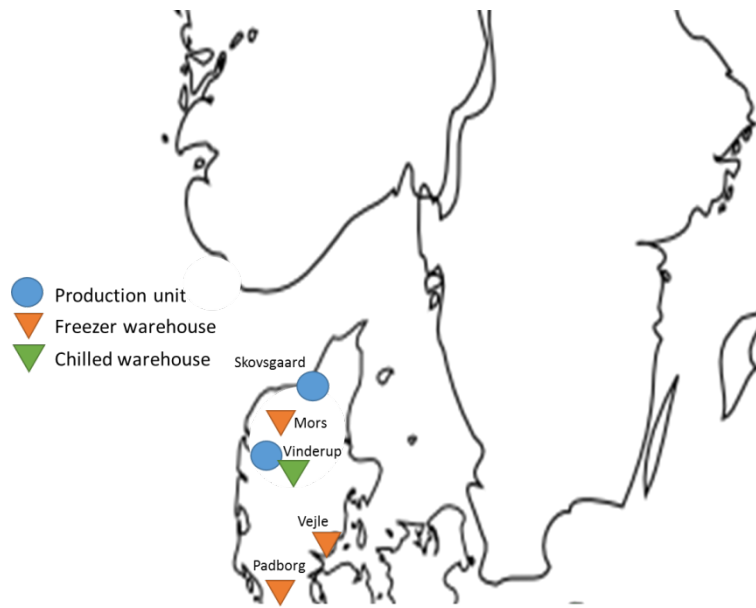 Production unit
Freezer warehouse
Chilled warehouse
Skovsgaard
Mors
Vinderup
Vejle
Padborg